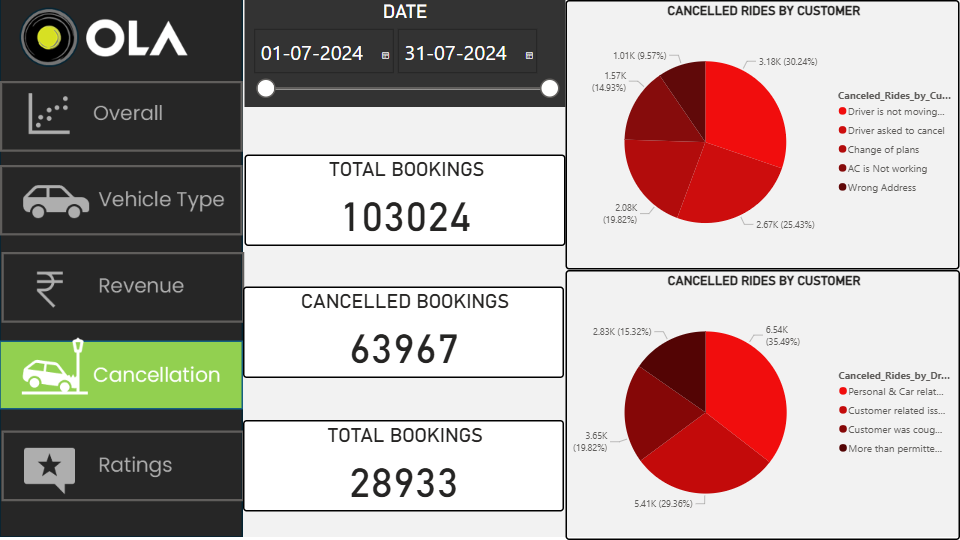 OLA
Overall
Vehicle Type
Revenue
Cancellation
Ratings
DATE
01-07-2024 31-07-2024
TOTAL BOOKINGS
103024
CANCELLED BOOKINGS
63967
TOTAL BOOKINGS
28933
CANCELLED RIDES BY CUSTOMER
1.01K (9.57%)
3.18K (30.24%)
1.57K
(14.93%)
2.08K
(19.82%)
2.67K (25.43%)
Canceled_Rides_by_Cu...
Driver is not moving...
Driver asked to cancel
Change of plans
AC is Not working
Wrong Address
CANCELLED RIDES BY CUSTOMER
2.83K (15.32%)
6.54K
(35.49%)
3.65K
(19.82%)
5.41K (29.36%)
Canceled_Rides_by_Dr...
Personal & Car relat...
Customer related iss...
Customer was coug...
More than permitte...